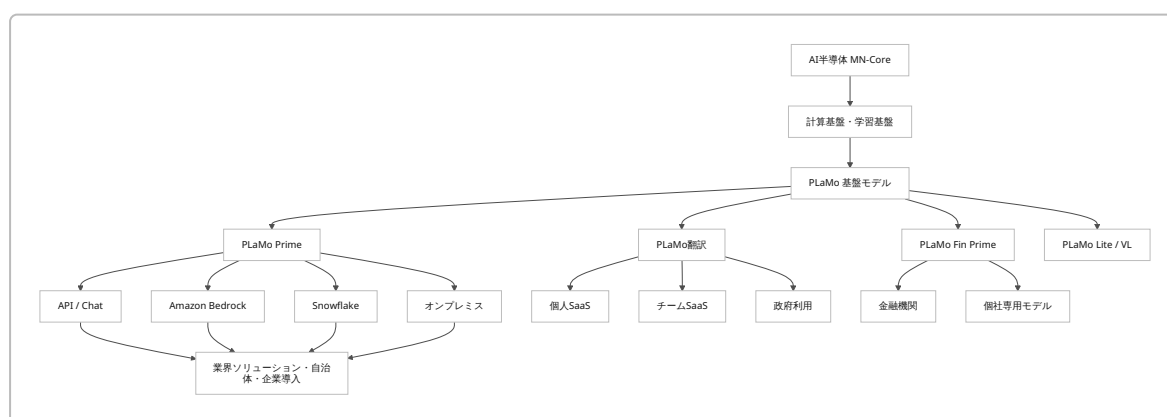 AI半導体 MN-Core
計算基盤・学習基盤
PLaMo 基盤モデル
PLaMo Prime
PLaMo翻訳
PLaMo Fin Prime
PLaMo Lite / VL
API / Chat
Amazon Bedrock
Snowflake
オンプレミス
個人SaaS
チームSaaS
政府利用
金融機関
個社専用モデル
業界ソリューション・自治
体・企業導入